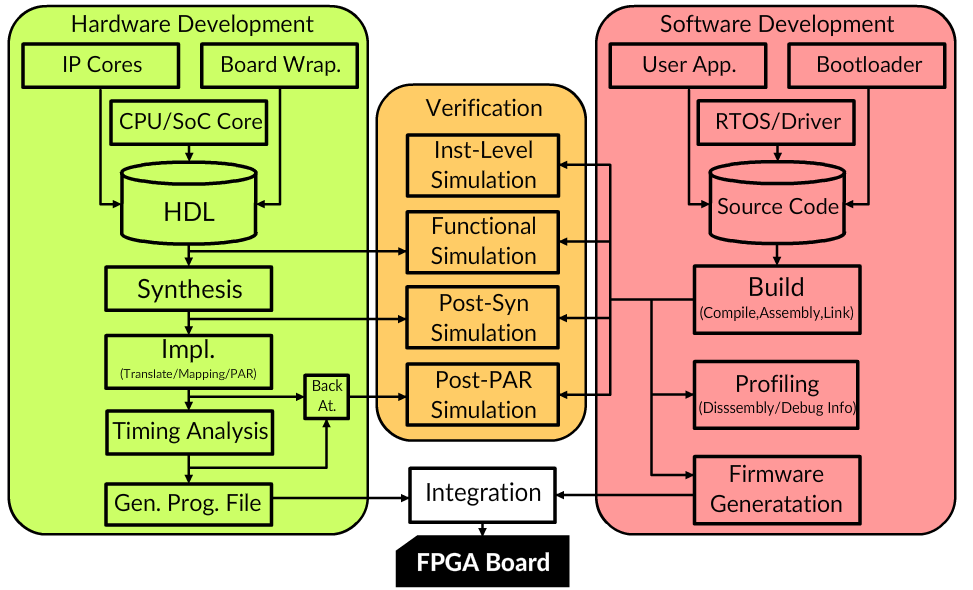 Hardware Development
IP Cores
Board Wrap.
CPU/SoC Core
HDL
Synthesis
Impl.
(Translate/Mapping/PAR)
Back
At.
Timing Analysis
Gen. Prog. File
Verification
Inst-Level
Simulation
Functional
Simulation
Post-Syn
Simulation
Post-PAR
Simulation
Integration
FPGA Board
Software Development
User App.
Bootloader
RTOS/Driver
Source Code
Build
(Compile,Assembly,Link)
Profiling
(Disssembly/Debug Info)
Firmware
Generatation